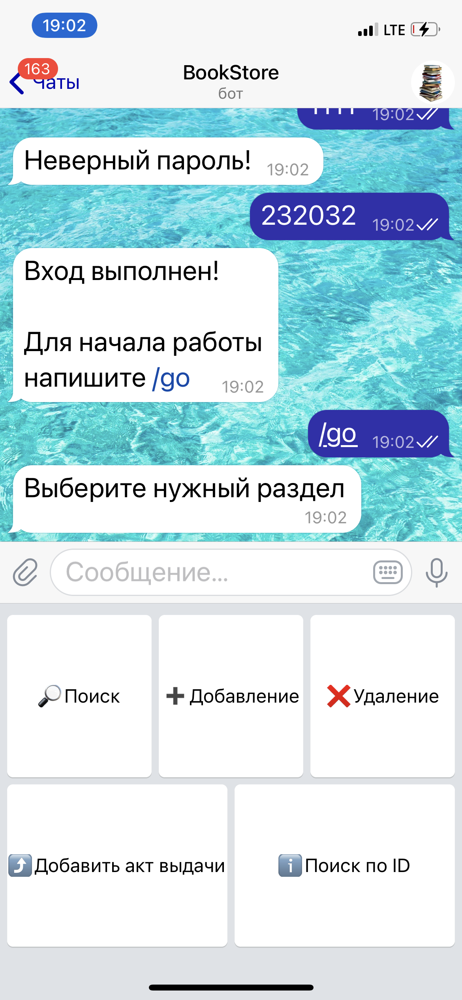 19:02
LTE
163
Чаты
BookStore
бот
19:02
Неверный пароль!
19:02
232032
19:02
Вход выполнен!
Для начала работы
напишите /go
19:02
/go
19:02
Выберите нужный раздел
19:02
Сообщение...
Поиск
Добавление
Удаление
Добавить акт выдачи
Поиск по ID